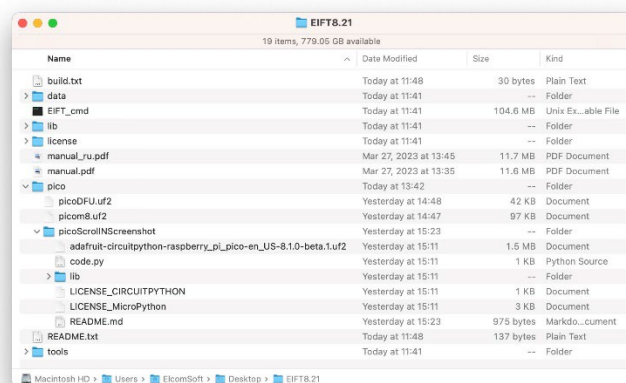 EIFT8.21
19 items, 779.05 GB available
Name Date Modified Size Kind
build.txt Today at 11:48 30 bytes Plain Text
data Today at 11:41 -- Folder
EIFT_cmd Today at 11:41 104.6 MB Unix Ex...able File
lib Today at 11:41 -- Folder
license Today at 11:41 -- Folder
manual_ru.pdf Mar 27, 2023 at 13:45 11.7 MB PDF Document
manual.pdf Mar 27, 2023 at 13:35 11.6 MB PDF Document
pico Today at 13:42 -- Folder
picoDFU.uf2 Yesterday at 14:48 42 KB Document
picom8.uf2 Yesterday at 14:47 97 KB Document
picoScrollNScreenshot Yesterday at 15:23 -- Folder
adafruit-circuitpython-raspberry_pi_pico-en_US-8.1.0-beta.1.uf2 Yesterday at 15:11 1.5 MB Document
code.py Yesterday at 15:11 1 KB Python Source
lib Yesterday at 15:11 -- Folder
LICENSE_CIRCUITPYTHON Yesterday at 15:11 1 KB Document
LICENSE_MicroPython Yesterday at 15:11 3 KB Document
README.md Yesterday at 15:23 975 bytes Markdo...cument
README.txt Today at 11:48 137 bytes Plain Text
tools Today at 11:41 -- Folder
Macintosh HD > Users > ElcomSoft > Desktop > EIFT8.21